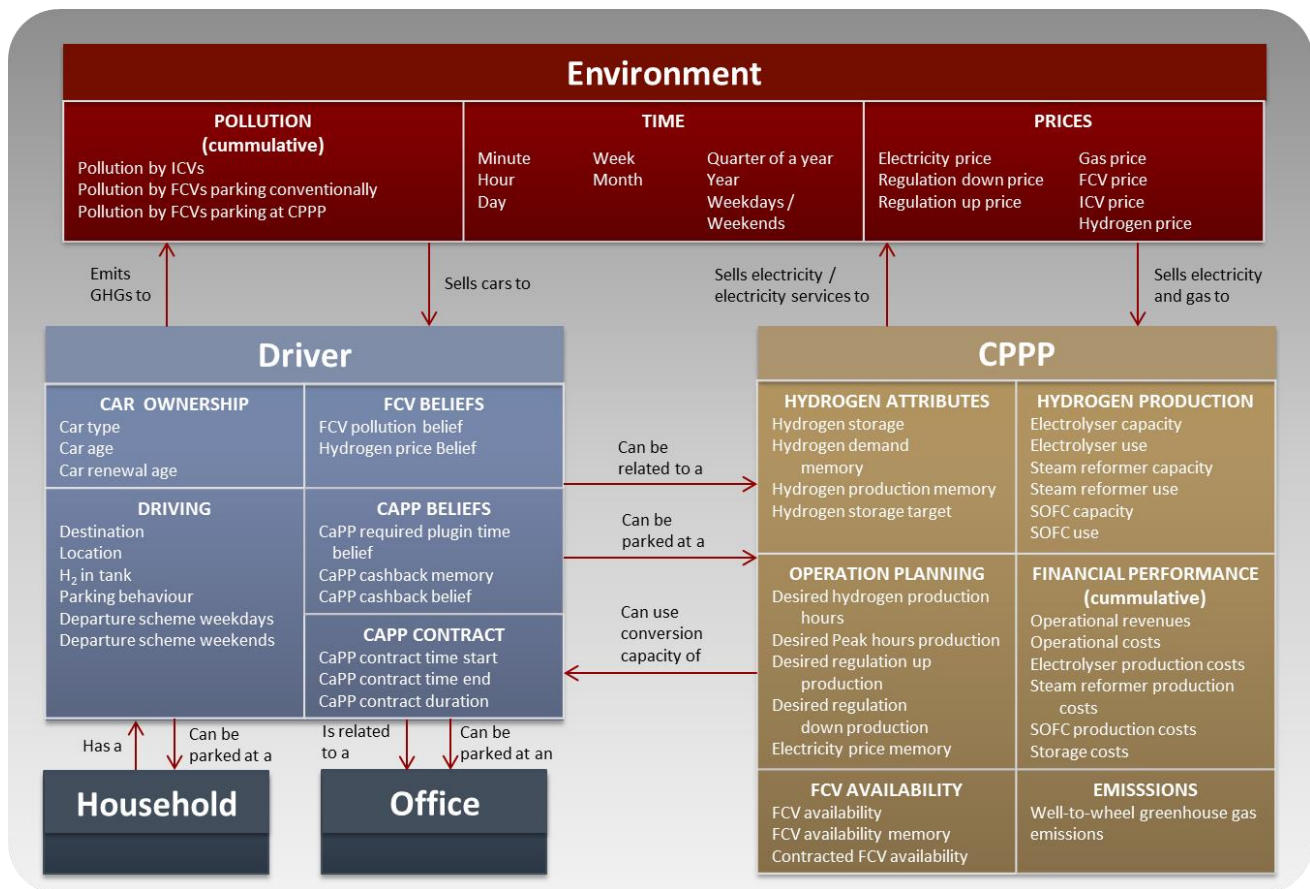 Environment
POLLUTION
(cummulative)
Pollution by ICVs
Pollution by FCVs parking conventionally
Pollution by FCVs parking at CPPP
TIME
Minute
Hour
Day
Week
Month
Quarter of a year
Year
Weekdays /
Weekends
PRICES
Electricity price
Regulation down price
Regulation up price
Gas price
FCV price
ICV price
Hydrogen price
Emits
GHGs to
Sells cars to
Sells electricity /
electricity services to
Sells electricity
and gas to
Driver
CAR OWNERSHIP
Car type
Car age
Car renewal age
FCV BELIEFS
FCV pollution belief
Hydrogen price Belief
DRIVING
Destination
Location
H₂ in tank
Parking behaviour
Departure scheme weekdays
Departure scheme weekends
CAPP BELIEFS
CaPP required plugin time
belief
CaPP cashback memory
CaPP cashback belief
CAPP CONTRACT
CaPP contract time start
CaPP contract time end
CaPP contract duration
Can be
related to a
Can be
parked at a
Can use
conversion
capacity of
CPPP
HYDROGEN ATTRIBUTES
Hydrogen storage
Hydrogen demand
memory
Hydrogen production memory
Hydrogen storage target
HYDROGEN PRODUCTION
Electrolyser capacity
Electrolyser use
Steam reformer capacity
Steam reformer use
SOFC capacity
SOFC use
OPERATION PLANNING
Desired hydrogen production
hours
Desired Peak hours production
Desired regulation up
production
Desired regulation
down production
Electricity price memory
FINANCIAL PERFORMANCE
(cummulative)
Operational revenues
Operational costs
Electrolyser production costs
Steam reformer production
costs
SOFC production costs
Storage costs
FCV AVAILABILITY
FCV availability
FCV availability memory
Contracted FCV availability
EMISSSIONS
Well-to-wheel greenhouse gas
emissions
Has a
Can be
parked at a
Is related
to a
Can be
parked at an
Household
Office